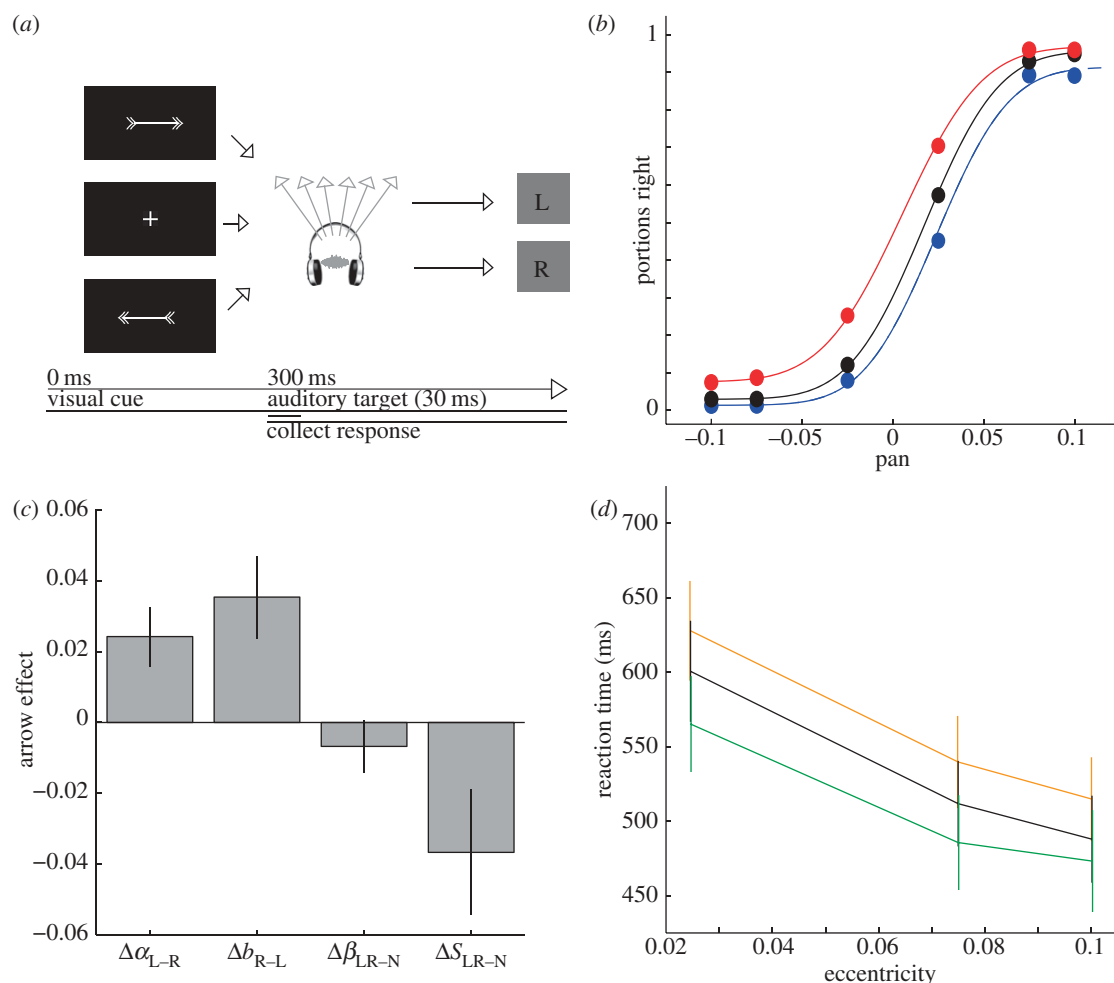 (a)
L
R
0 ms 300 ms
visual cue auditory target (30 ms)
collect response
(b)
1
0
portions right
−0.1 −0.05 0 0.05 0.1
pan
(c)
0.06
0.04
0.02
0
−0.02
−0.04
−0.06
arrow effect
Δα_L–R Δb_R–L Δβ_LR–N ΔS_LR–N
(d)
700
650
600
550
500
450
reaction time (ms)
0.02 0.04 0.06 0.08 0.1
eccentricity